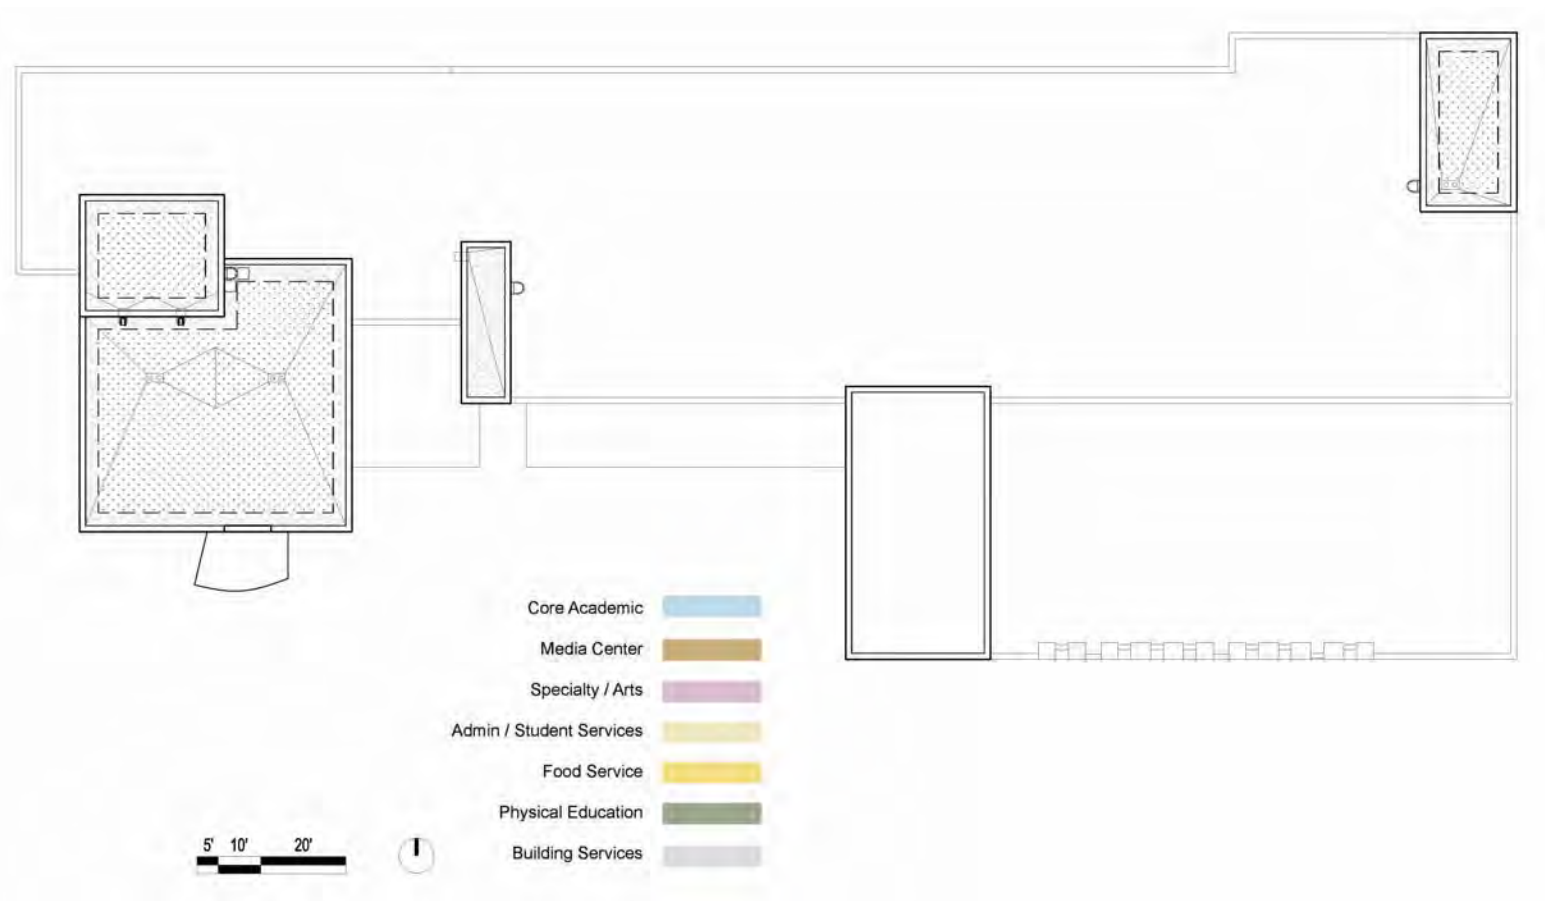 Core Academic
Media Center
Specialty / Arts
Admin / Student Services
Food Service
Physical Education
Building Services
5' 10' 20'